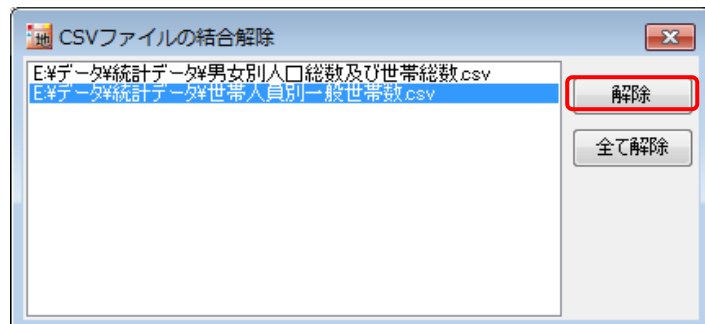 地 CSVファイルの結合解除
E:¥データ¥統計データ¥男女別人口総数及び世帯総数.csv
E:¥データ¥統計データ¥世帯人員別一般世帯数.csv
解除
全て解除